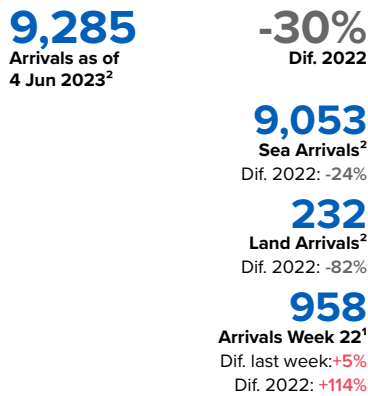 9,285
Arrivals as of
4 Jun 2023²
-30%
Dif. 2022
9,053
Sea Arrivals²
Dif. 2022: -24%
232
Land Arrivals²
Dif. 2022: -82%
958
Arrivals Week 22¹
Dif. last week:+5%
Dif. 2022: +114%